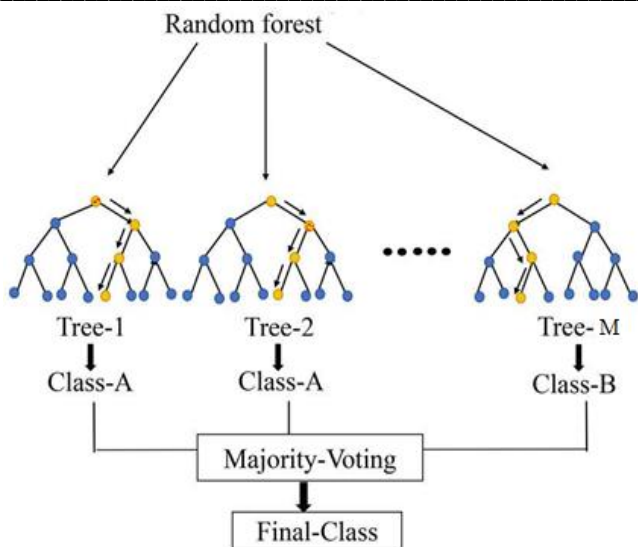 Random forest
Tree-1 Tree-2 Tree-M
Class-A Class-A Class-B
Majority-Voting
Final-Class